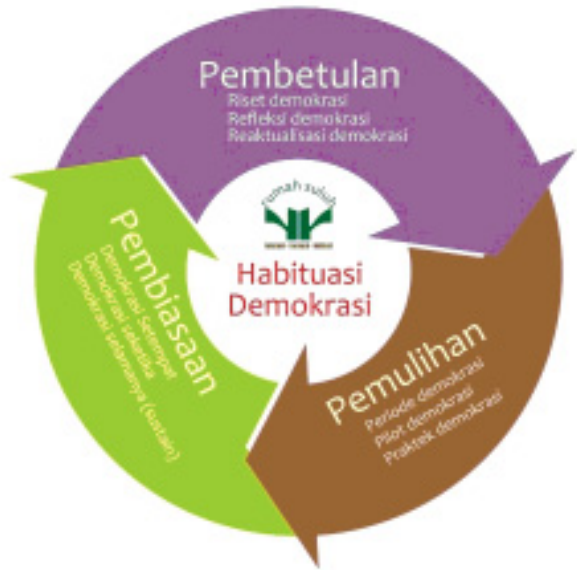 Pembetulan
Riset demokrasi
Refleksi demokrasi
Reaktualisasi demokrasi
rumah suluh
Habituasi
Demokrasi
Pemulihan
Periode demokrasi
Pilot demokrasi
Praktek demokrasi
Pembiasaan
Demokrasi Setempat
Demokrasi seketika
Demokrasi selamanya (sustain)